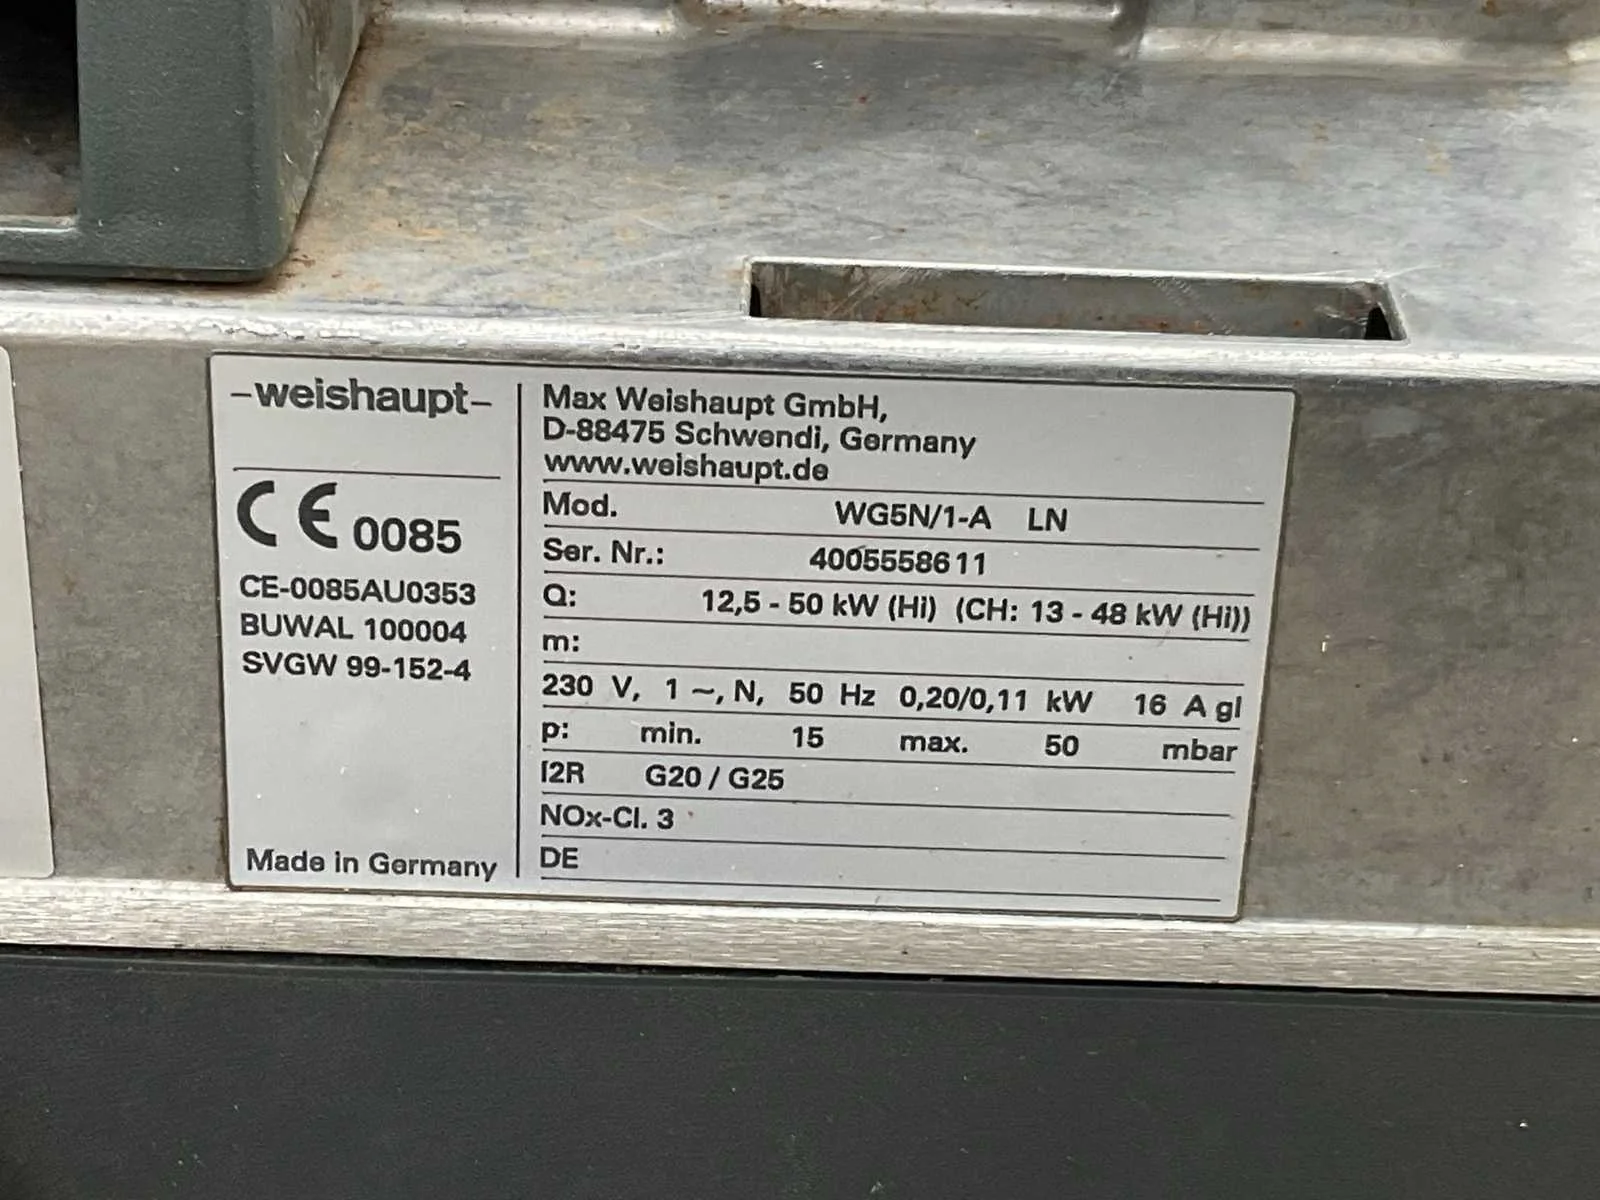 –weishaupt–
CE 0085
CE-0085AU0353
BUWAL 100004
SVGW 99-152-4
Made in Germany
Max Weishaupt GmbH,
D-88475 Schwendi, Germany
www.weishaupt.de
Mod. WG5N/1-A LN
Ser. Nr.: 4005558611
Q: 12,5 - 50 kW (Hi) (CH: 13 - 48 kW (Hi))
m:
230 V, 1 ~, N, 50 Hz 0,20/0,11 kW 16 A gl
p: min. 15 max. 50 mbar
I2R G20 / G25
NOx-Cl. 3
DE